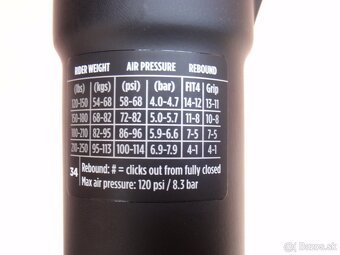 RIDER WEIGHT AIR PRESSURE REBOUND
(lbs) (kgs) (psi) (bar) FIT4 Grip
120-150 54-68 58-68 4.0-4.7 14-12 13-11
150-180 68-82 72-82 5.0-5.7 11-8 10-8
180-210 82-95 86-96 5.9-6.6 7-5 7-5
210-250 95-113 100-114 6.9-7.9 4-1 4-1
34 Rebound: # = clicks out from fully closed
Max air pressure: 120 psi / 8.3 bar
bazos.sk